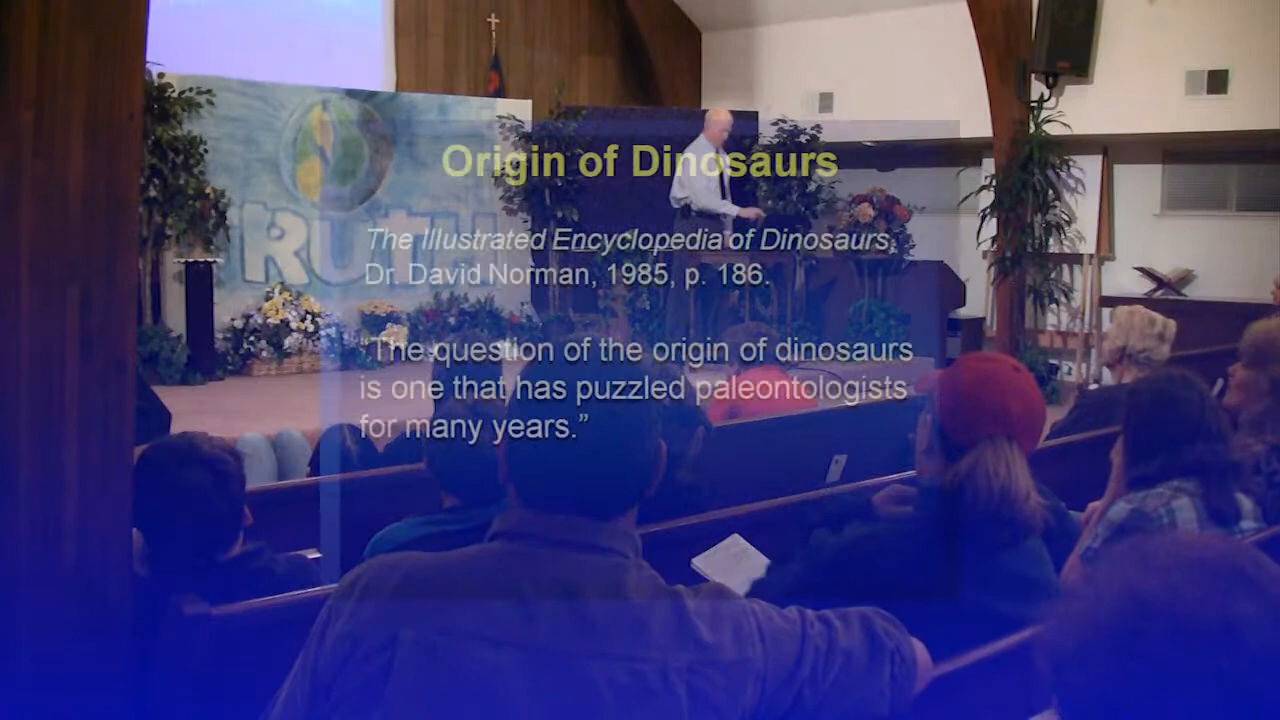 Origin of Dinosaurs
The Illustrated Encyclopedia of Dinosaurs,
Dr. David Norman, 1985, p. 186.
“The question of the origin of dinosaurs
is one that has puzzled paleontologists
for many years.”
RUTH